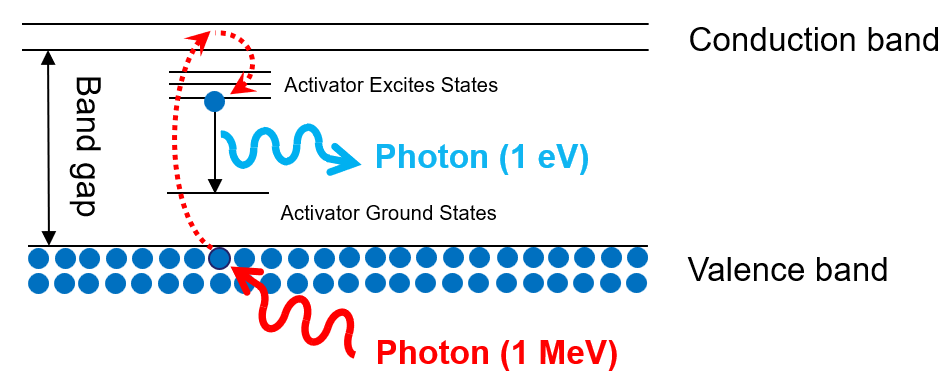 Conduction band
Activator Excites States
Band gap
Photon (1 eV)
Activator Ground States
Valence band
Photon (1 MeV)